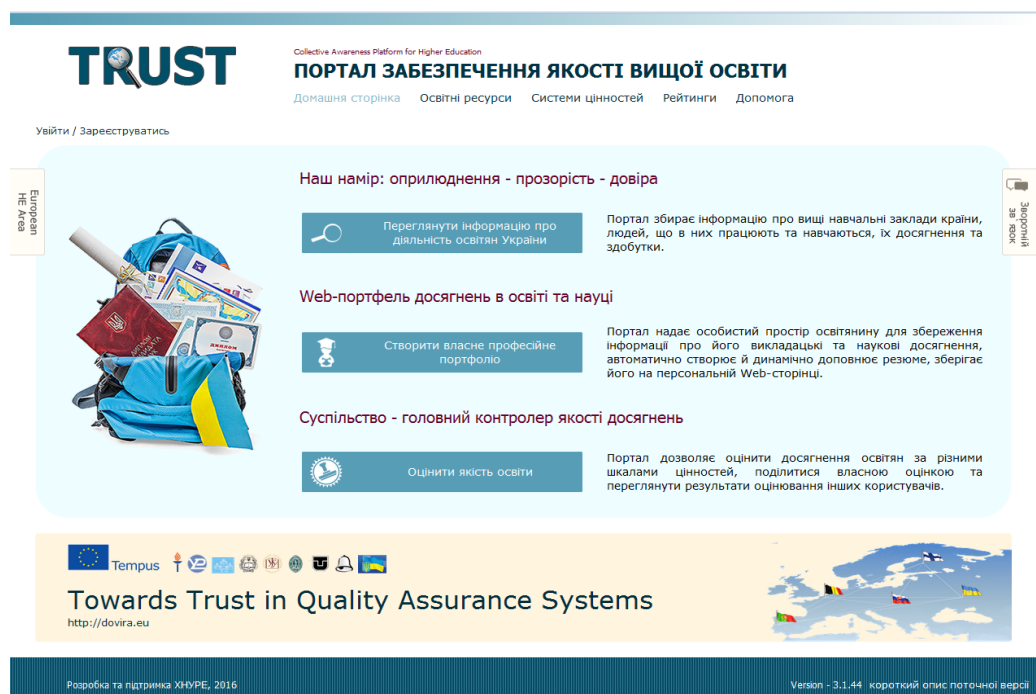 TRUST
Collective Awareness Platform for Higher Education
ПОРТАЛ ЗАБЕЗПЕЧЕННЯ ЯКОСТІ ВИЩОЇ ОСВІТИ
Домашня сторінка Освітні ресурси Системи цінностей Рейтинги Допомога
Увійти / Зареєструватись
European
HE Area
Зворотній
зв`язок
Наш намір: оприлюднення - прозорість - довіра
Переглянути інформацію про
діяльність освітян України
Портал збирає інформацію про вищі навчальні заклади країни,
людей, що в них працюють та навчаються, їх досягнення та
здобутки.
Web-портфель досягнень в освіті та науці
Створити власне професійне
портфоліо
Портал надає особистий простір освітянину для збереження
інформації про його викладацькі та наукові досягнення,
автоматично створює й динамічно доповнює резюме, зберігає
його на персональній Web-сторінці.
Суспільство - головний контролер якості досягнень
Оцінити якість освіти
Портал дозволяє оцінити досягнення освітян за різними
шкалами цінностей, поділитися власною оцінкою та
переглянути результати оцінювання інших користувачів.
Tempus
Towards Trust in Quality Assurance Systems
http://dovira.eu
Розробка та підтримка ХНУРЕ, 2016
Version - 3.1.44 короткий опис поточної версії